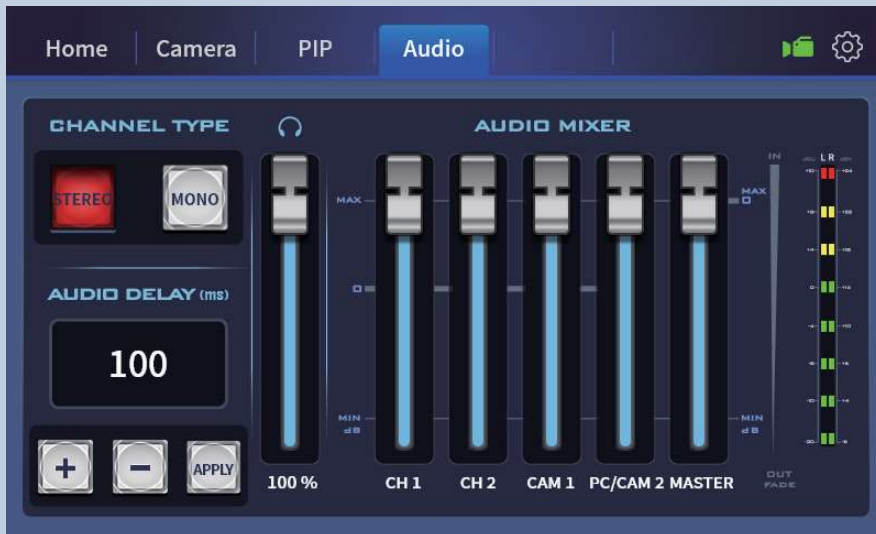 Home Camera PIP Audio
CHANNEL TYPE
AUDIO MIXER
STEREO MONO
AUDIO DELAY (ms)
100
+ − APPLY
MAX
0
MIN
dB
IN
MAX
0
MIN
dB
OUT
FADE
L R
100 % CH 1 CH 2 CAM 1 PC/CAM 2 MASTER